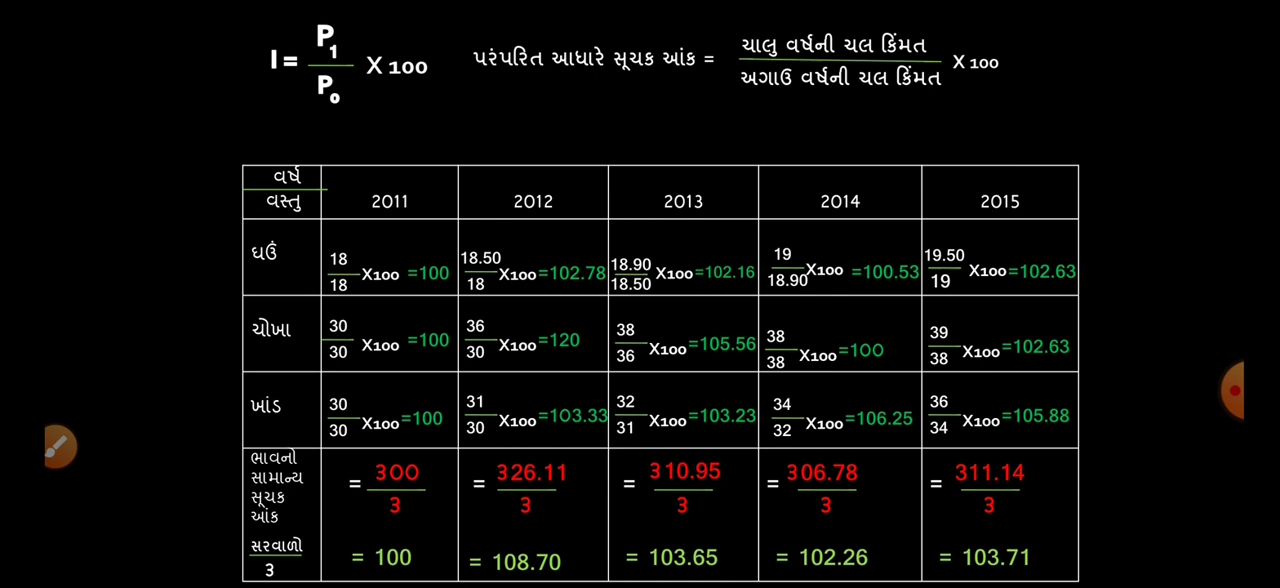 I = P₁ / P₀ X 100
પરંપરિત આધારે સૂચક આંક = ચાલુ વર્ષની ચલ કિંમત / અગાઉ વર્ષની ચલ કિંમત X 100
વર્ષ
વસ્તુ 2011 2012 2013 2014 2015
ઘઉં 18/18 X100 =100 18.50/18 X100 =102.78 18.90/18.50 X100 =102.16 19/18.90 X100 =100.53 19.50/19 X100 =102.63
ચોખા 30/30 X100 =100 36/30 X100 =120 38/36 X100 =105.56 38/38 X100 =100 39/38 X100 =102.63
ખાંડ 30/30 X100 =100 31/30 X100 =103.33 32/31 X100 =103.23 34/32 X100 =106.25 36/34 X100 =105.88
ભાવનો
સામાન્ય
સૂચક
આંક
= 300/3 = 326.11/3 = 310.95/3 = 306.78/3 = 311.14/3
સરવાળો / 3 = 100 = 108.70 = 103.65 = 102.26 = 103.71